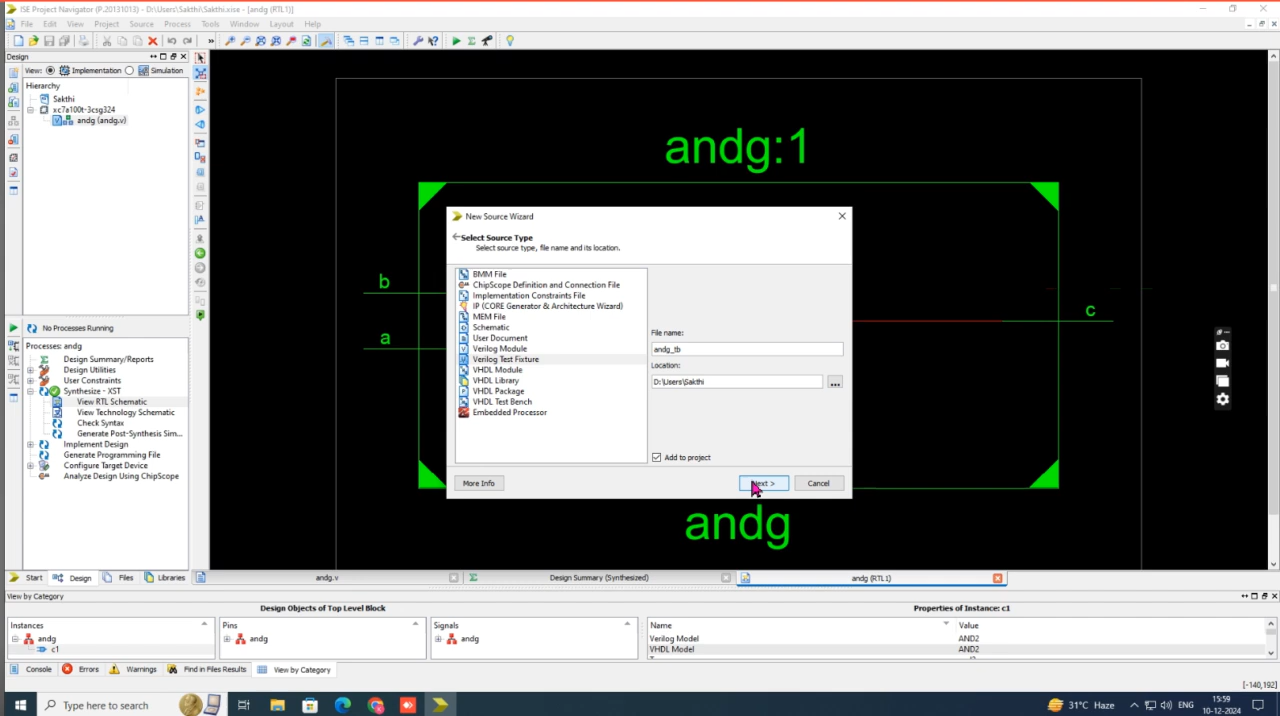 ISE Project Navigator (P.20131013) - D:\Users\Sakthi\Sakthi.xise - [andg (RTL1)]
File Edit View Project Source Process Tools Window Layout Help
Design
View: Implementation Simulation
Hierarchy
Sakthi
xc7a100t-3csg324
andg (andg.v)
No Processes Running
Processes: andg
Design Summary/Reports
Design Utilities
User Constraints
Synthesize - XST
View RTL Schematic
View Technology Schematic
Check Syntax
Generate Post-Synthesis Sim...
Implement Design
Generate Programming File
Configure Target Device
Analyze Design Using ChipScope
Start Design Files Libraries
andg:1
b
a
c
andg
New Source Wizard
Select Source Type
Select source type, file name and its location.
BMM File
ChipScope Definition and Connection File
Implementation Constraints File
IP (CORE Generator & Architecture Wizard)
MEM File
Schematic
User Document
Verilog Module
Verilog Test Fixture
VHDL Module
VHDL Library
VHDL Package
VHDL Test Bench
Embedded Processor
File name:
andg_tb
Location:
D:\Users\Sakthi
...
Add to project
More Info
Next >
Cancel
andg.v
Design Summary (Synthesized)
andg (RTL1)
View by Category
Design Objects of Top Level Block
Properties of Instance: c1
Instances
andg
c1
Pins
andg
Signals
andg
Name Value
Verilog Model AND2
VHDL Model AND2
Console Errors Warnings Find in Files Results View by Category
[-140,192]
Type here to search
31°C Haze
ENG
15:59
10-12-2024